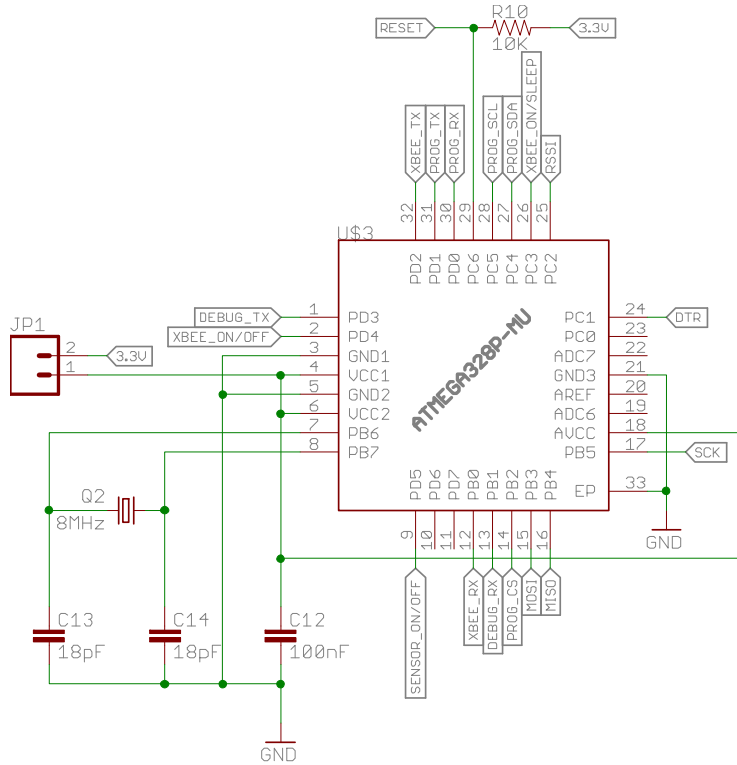 R10
RESET
3.3V
10K
XBEE_TX
PROG_TX
PROG_RX
PROG_SCL
PROG_SDA
XBEE_ON/SLEEP
RSSI
32 31 30 29 28 27 26 25
U$3
PD2 PD1 PD0 PC6 PC5 PC4 PC3 PC2
DEBUG_TX 1 PD3
XBEE_ON/OFF 2 PD4
3 GND1
4 VCC1
5 GND2
6 VCC2
7 PB6
8 PB7
JP1
2 3.3V
1
ATMEGA328P-MU
PC1 24 DTR
PC0 23
ADC7 22
GND3 21
AREF 20
ADC6 19
AVCC 18
PB5 17 SCK
EP 33
GND
PD5 PD6 PD7 PB0 PB1 PB2 PB3 PB4
9 10 11 12 13 14 15 16
SENSOR_ON/OFF
XBEE_RX
DEBUG_RX
PROG_CS
MOSI
MISO
Q2
8MHz
C13
18pF
C14
18pF
C12
100nF
GND